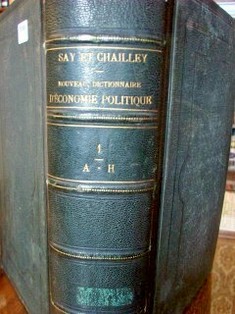 SAY ET CHAILLEY
NOUVEAU DICTIONNAIRE
D'ÉCONOMIE POLITIQUE
1
A - H